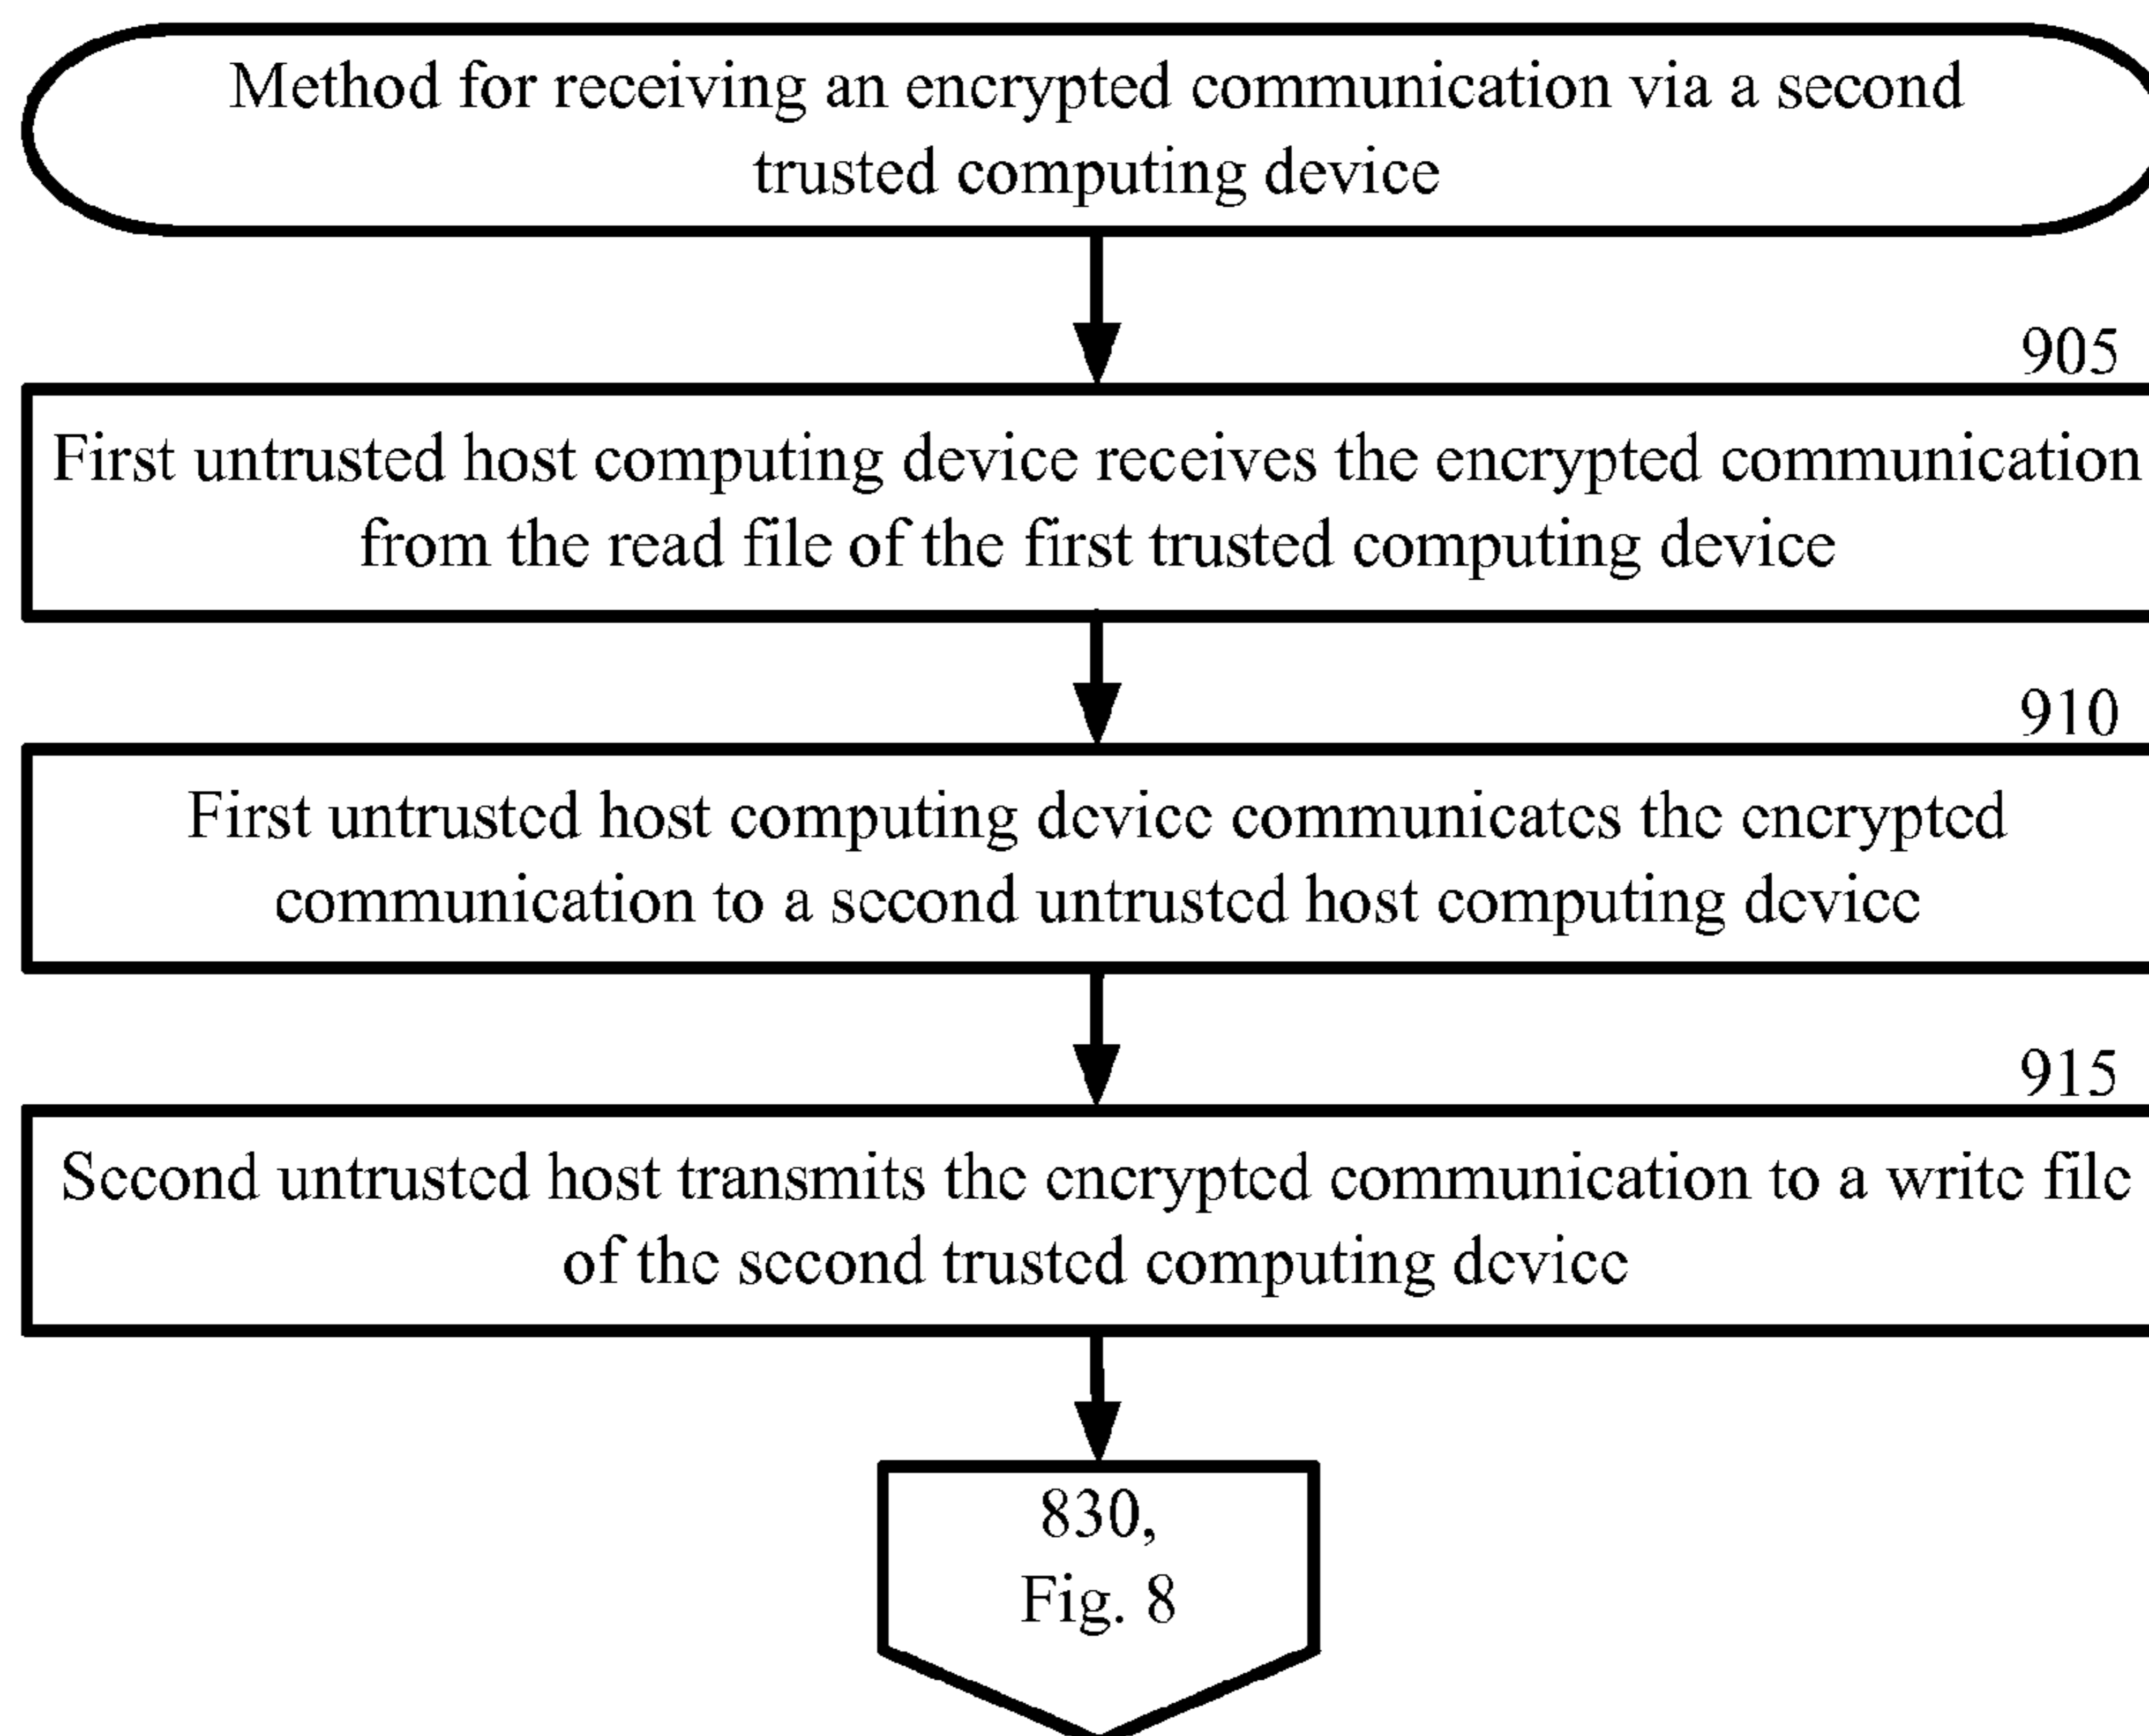 Method for receiving an encrypted communication via a second
trusted computing device
905
First untrusted host computing device receives the encrypted communication
from the read file of the first trusted computing device
910
First untrusted host computing device communicates the encrypted
communication to a second untrusted host computing device
915
Second untrusted host transmits the encrypted communication to a write file
of the second trusted computing device
830,
Fig. 8